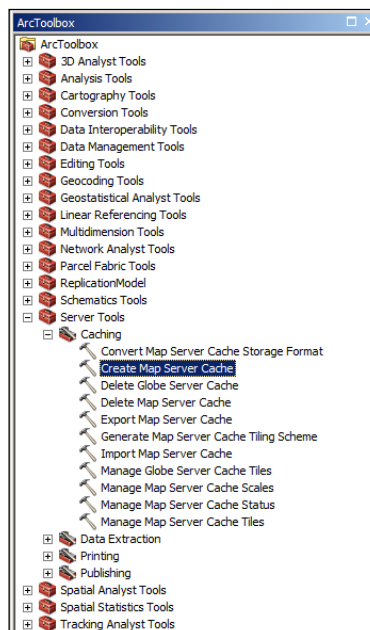 ArcToolbox
ArcToolbox
3D Analyst Tools
Analysis Tools
Cartography Tools
Conversion Tools
Data Interoperability Tools
Data Management Tools
Editing Tools
Geocoding Tools
Geostatistical Analyst Tools
Linear Referencing Tools
Multidimension Tools
Network Analyst Tools
Parcel Fabric Tools
ReplicationModel
Schematics Tools
Server Tools
Caching
Convert Map Server Cache Storage Format
Create Map Server Cache
Delete Globe Server Cache
Delete Map Server Cache
Export Map Server Cache
Generate Map Server Cache Tiling Scheme
Import Map Server Cache
Manage Globe Server Cache Tiles
Manage Map Server Cache Scales
Manage Map Server Cache Status
Manage Map Server Cache Tiles
Data Extraction
Printing
Publishing
Spatial Analyst Tools
Spatial Statistics Tools
Tracking Analyst Tools